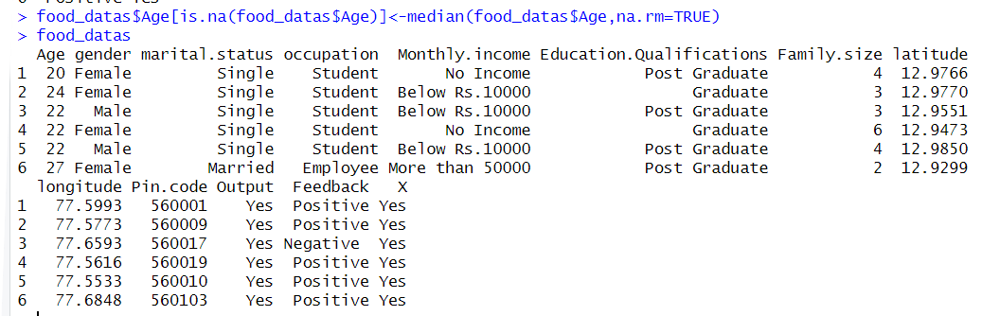 > food_datas$Age[is.na(food_datas$Age)]<-median(food_datas$Age,na.rm=TRUE)
> food_datas
  Age gender marital.status occupation  Monthly.income Education.Qualifications Family.size latitude
1  20 Female         Single    Student       No Income            Post Graduate           4  12.9766
2  24 Female         Single    Student  Below Rs.10000                 Graduate           3  12.9770
3  22   Male         Single    Student  Below Rs.10000            Post Graduate           3  12.9551
4  22 Female         Single    Student       No Income                 Graduate           6  12.9473
5  22   Male         Single    Student  Below Rs.10000            Post Graduate           4  12.9850
6  27 Female        Married   Employee More than 50000            Post Graduate           2  12.9299
  longitude Pin.code Output  Feedback   X
1   77.5993   560001    Yes  Positive Yes
2   77.5773   560009    Yes  Positive Yes
3   77.6593   560017    Yes Negative  Yes
4   77.5616   560019    Yes  Positive Yes
5   77.5533   560010    Yes  Positive Yes
6   77.6848   560103    Yes  Positive Yes